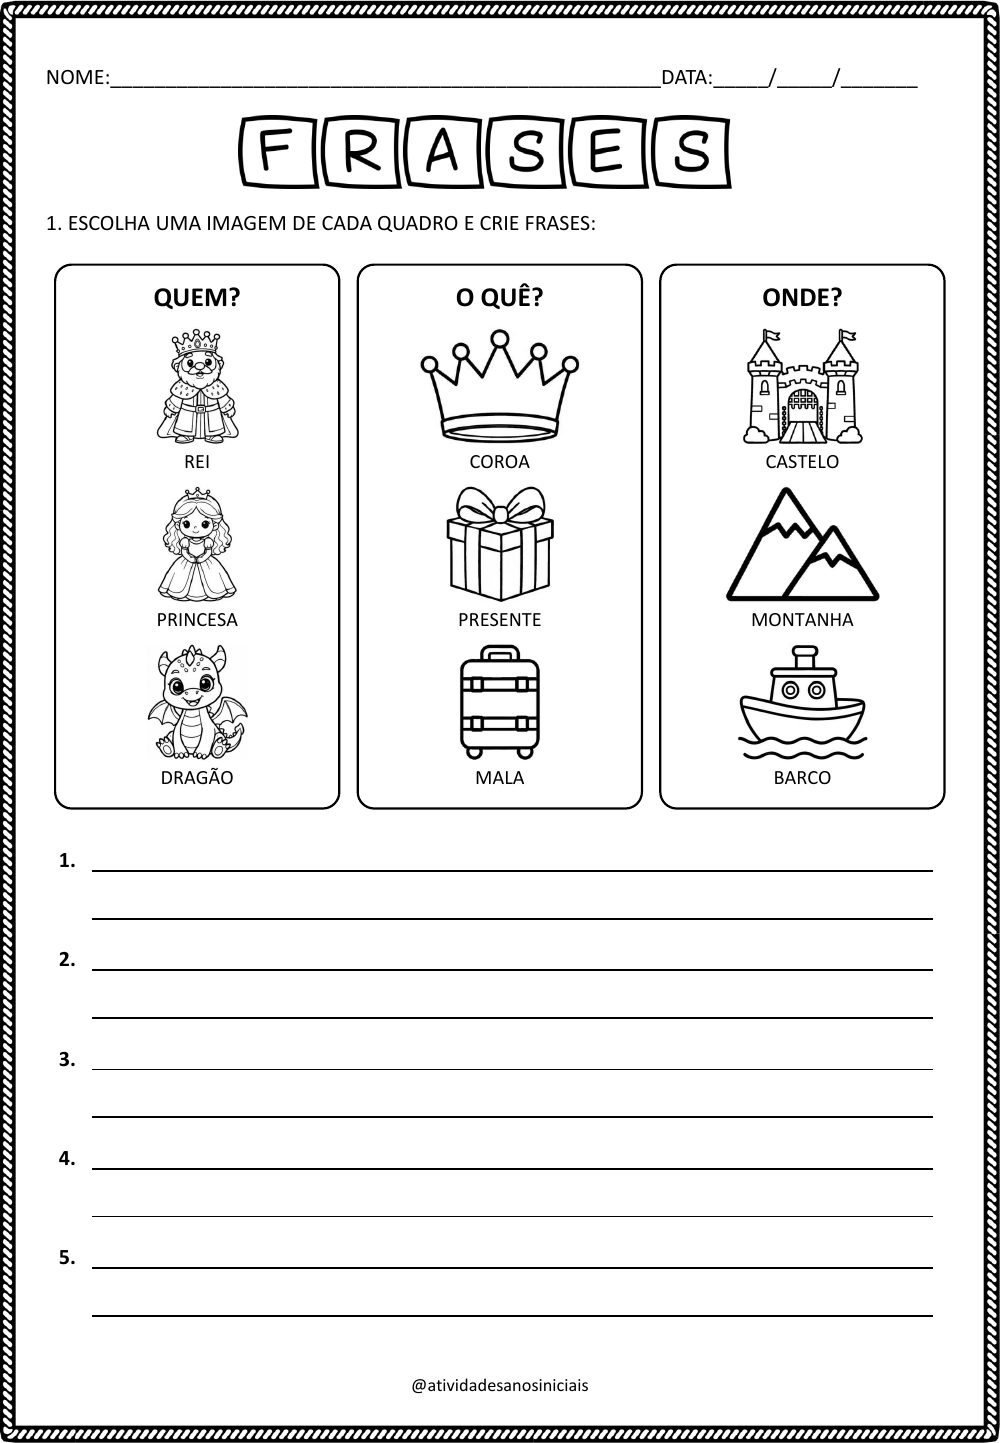 NOME:__________________________________________________DATA:_____/_____/_______
FRASES
1. ESCOLHA UMA IMAGEM DE CADA QUADRO E CRIE FRASES:
QUEM?
REI
PRINCESA
DRAGÃO
O QUÊ?
COROA
PRESENTE
MALA
ONDE?
CASTELO
MONTANHA
BARCO
1.
2.
3.
4.
5.
@atividadesanosiniciais